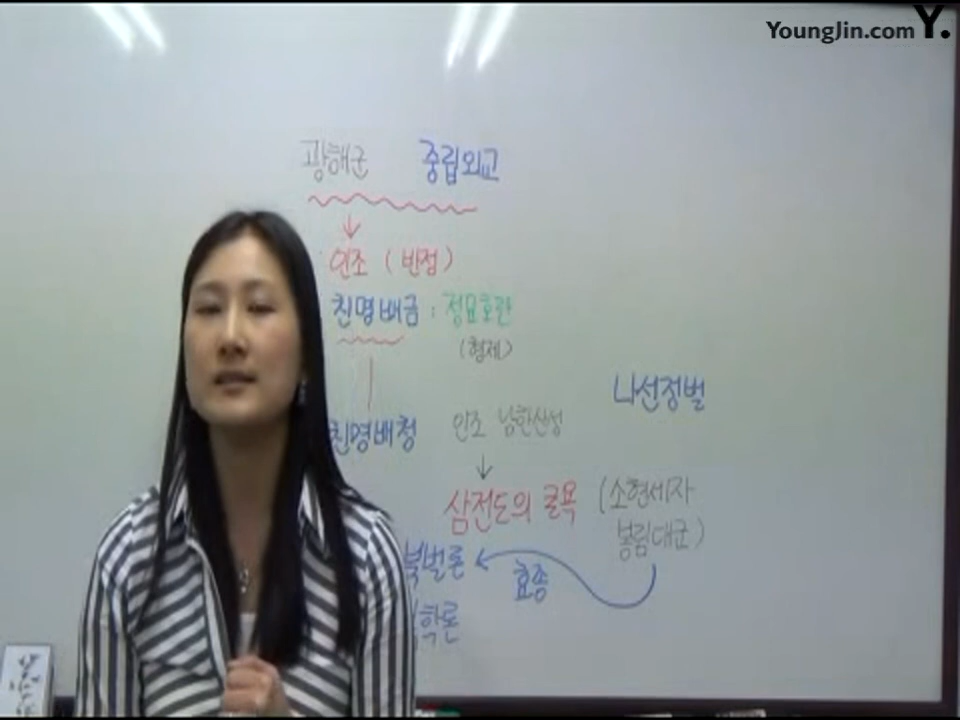 YoungJin.com Y.
광해군 중립외교
인조 (반정)
친명배금 : 정묘호란
(형제)
나선정벌
친명배청 인조 남한산성
삼전도의 굴욕 (소현세자
봉림대군)
북벌론 효종
학론